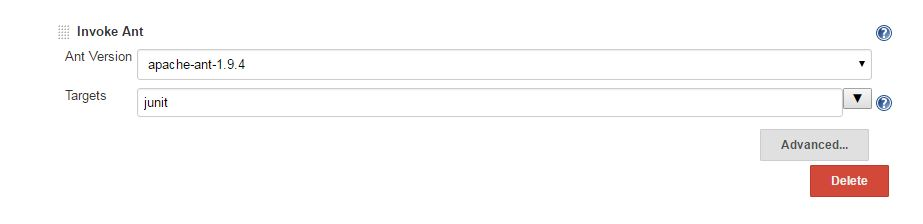 Invoke Ant
?
Ant Version
apache-ant-1.9.4
Targets
junit
?
Advanced...
Delete